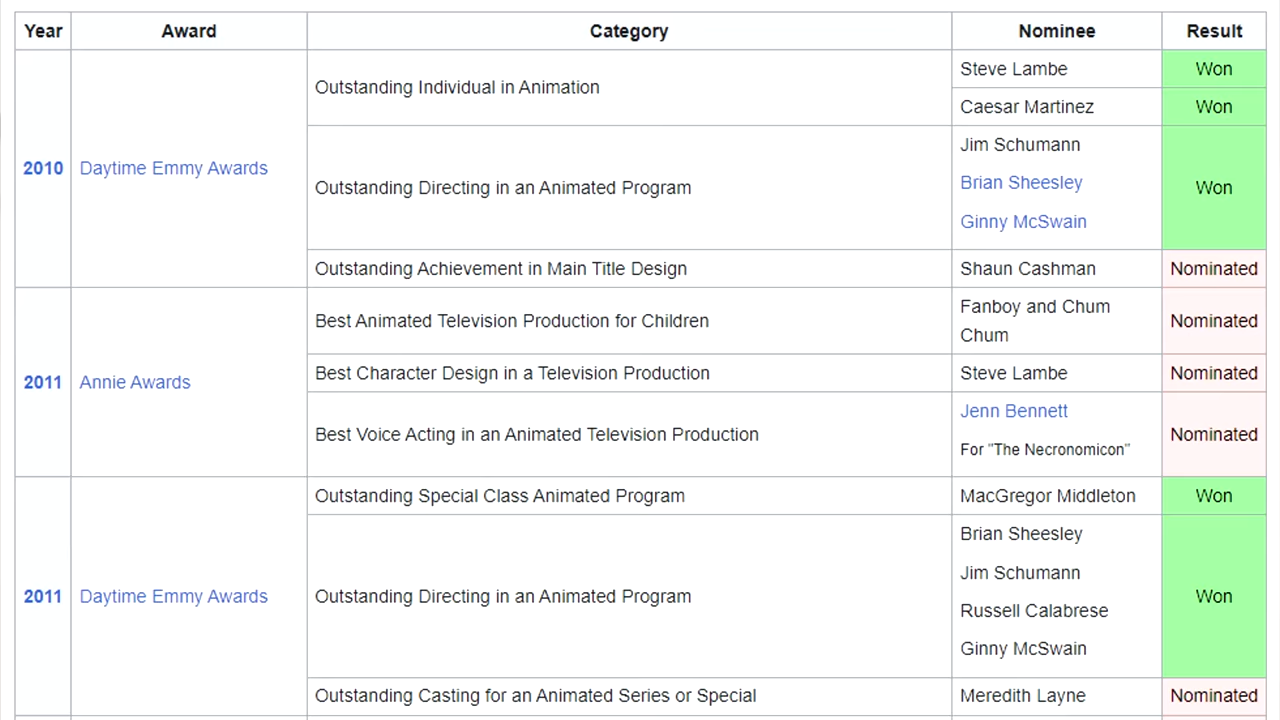 Year Award Category Nominee Result
Steve Lambe Won
Outstanding Individual in Animation
Caesar Martinez Won
Jim Schumann
2010 Daytime Emmy Awards
Brian Sheesley
Outstanding Directing in an Animated Program Won
Ginny McSwain
Outstanding Achievement in Main Title Design Shaun Cashman Nominated
Fanboy and Chum
Best Animated Television Production for Children Nominated
Chum
Best Character Design in a Television Production Steve Lambe Nominated
2011 Annie Awards
Jenn Bennett
Best Voice Acting in an Animated Television Production Nominated
For "The Necronomicon"
Outstanding Special Class Animated Program MacGregor Middleton Won
Brian Sheesley
Jim Schumann
2011 Daytime Emmy Awards Outstanding Directing in an Animated Program Won
Russell Calabrese
Ginny McSwain
Outstanding Casting for an Animated Series or Special Meredith Layne Nominated